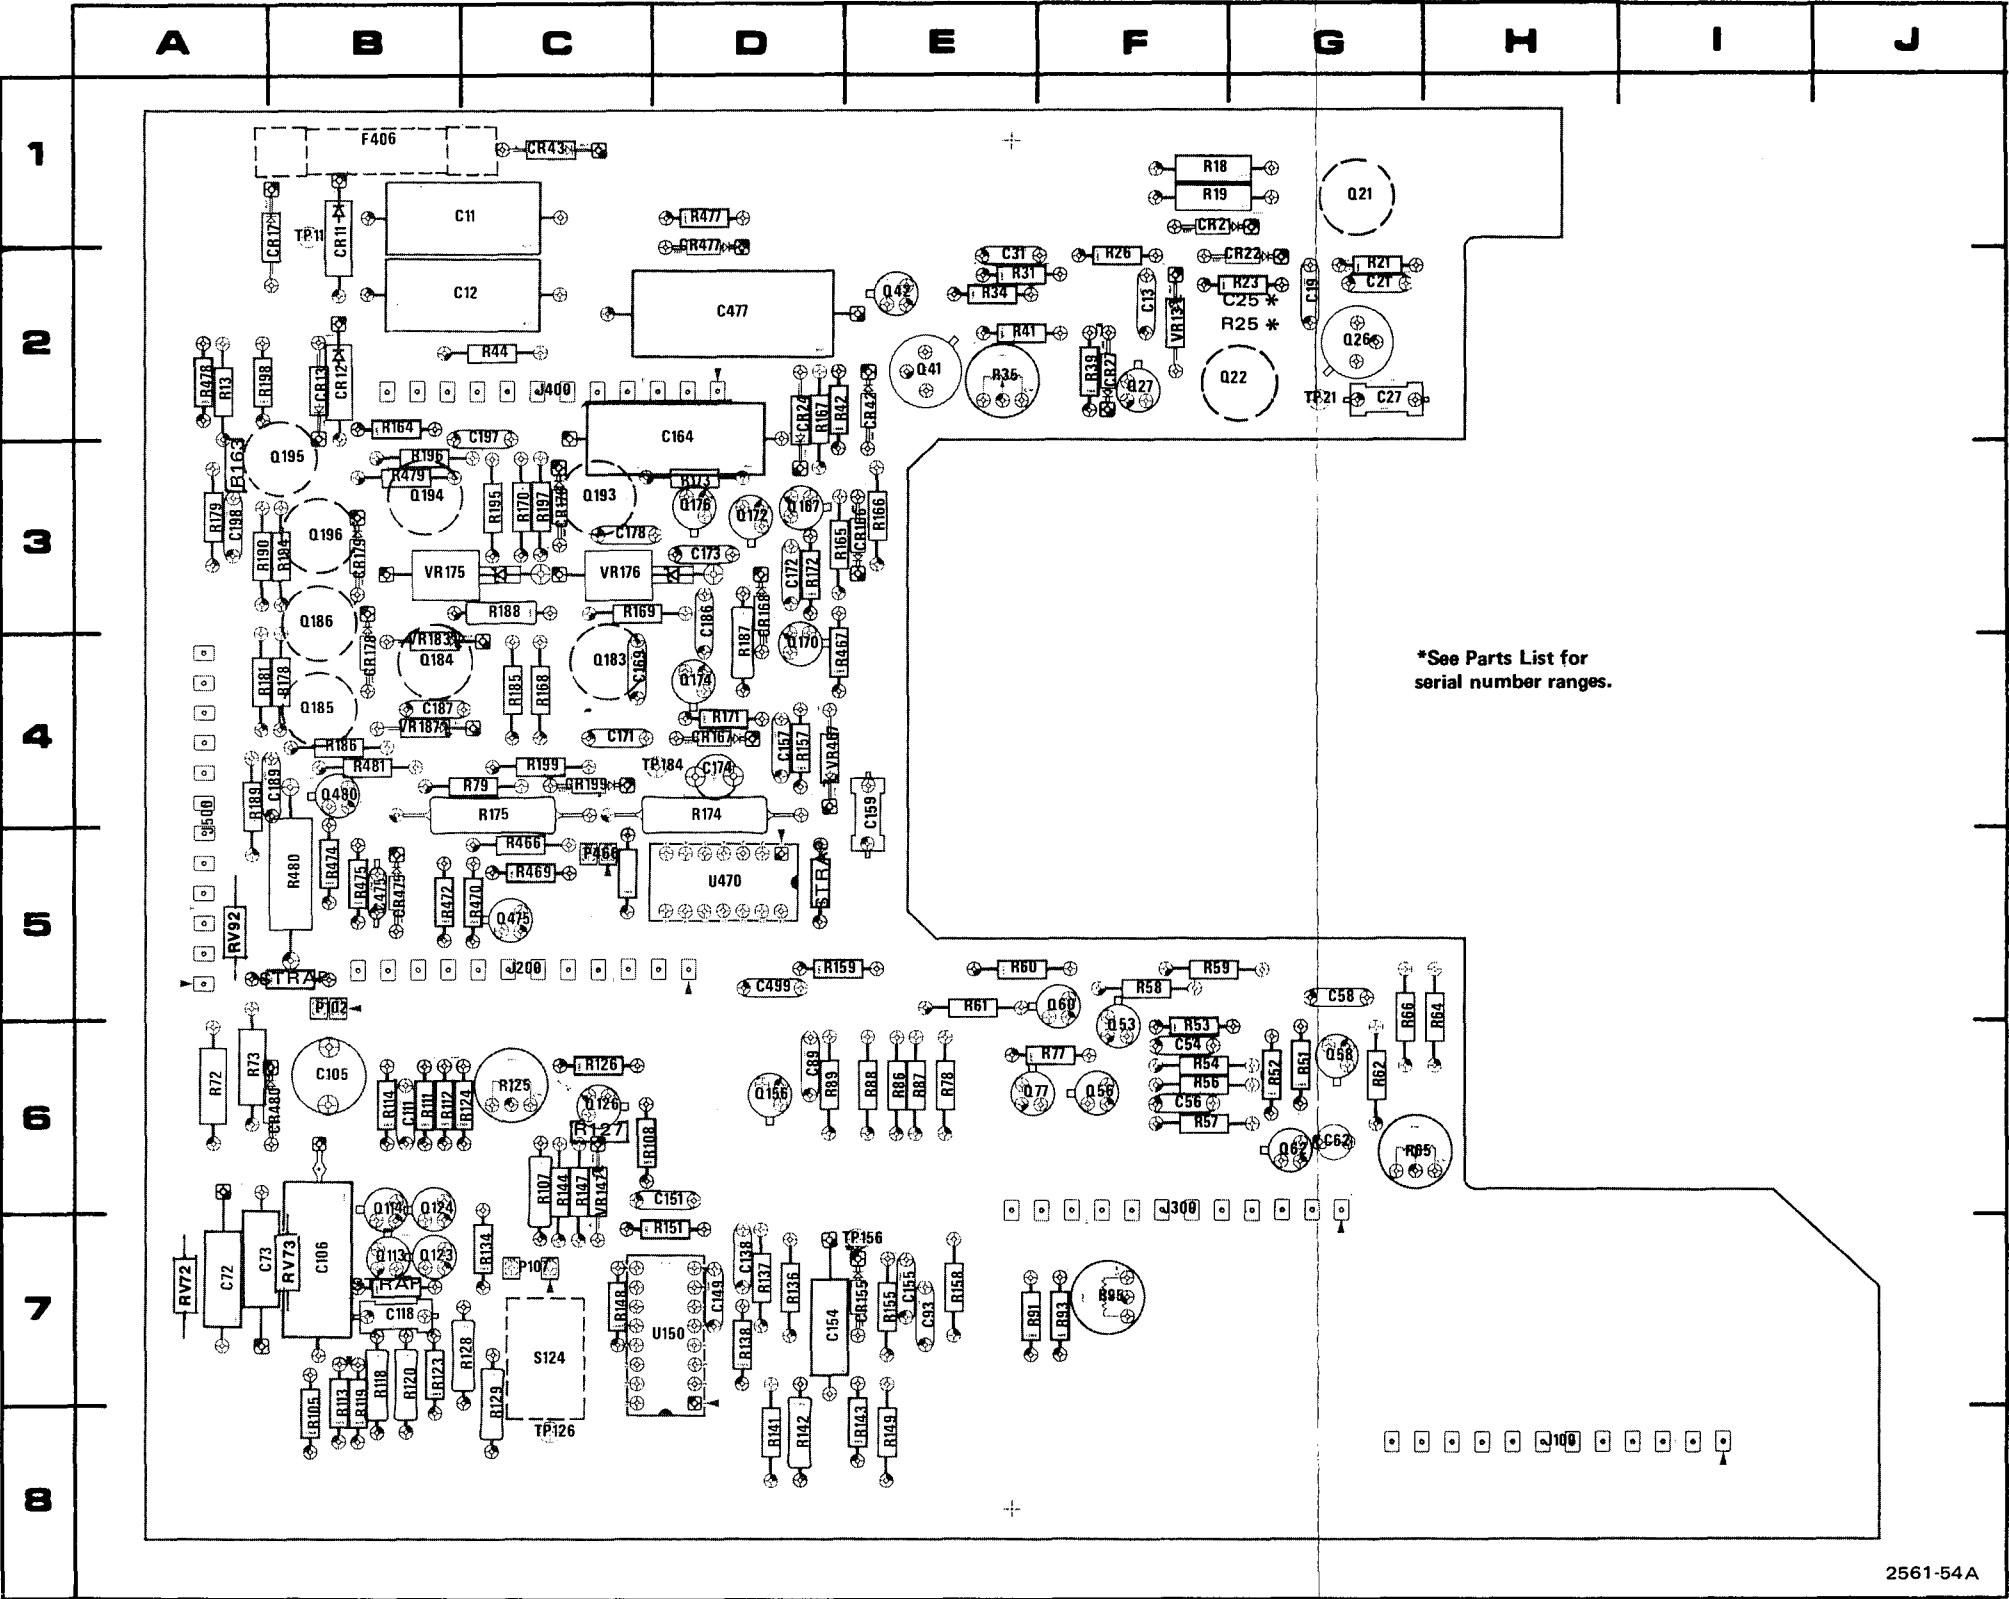 A B C D E F G H I J
1
F406
CR43
R18
R19
Q21
CR17
TP11
CR11
C11
R477
CR477
CR21
C31
R26
CR22
R21
C12
C477
Q42
R31
R34
C13
VR13
R23
C19
C21
C25 *
R25 *
2
R41
Q26
R478
R13
R198
CR13
CR12
R44
J400
CR24
R167
R42
CR42
Q41
R35
R39
CR27
Q27
Q22
TP21
C27
R164
C197
C164
R163
Q195
R196
R479
Q194
R195
R170
R197
Q193
R173
Q176
Q172
Q167
R165
CR166
R166
3
R179
C198
R190
R184
Q196
CR179
C178
C173
C172
R172
VR175
VR176
Q186
R188
R169
C186
R187
CR168
Q170
R467
CR178
VR183
Q184
Q183
C169
Q174
*See Parts List for
serial number ranges.
R181
R178
Q185
R185
R168
C187
VR187
R171
4
R186
C171
CR167
C157
R157
VR467
R481
R199
TP184
C174
R189
C189
Q480
R79
CR199
J500
R175
R174
C159
R480
R474
R466
P466
R475
C475
CR475
R472
R470
R469
U470
STRAP
5
RV92
Q475
STRAP
J200
R159
R60
R59
C499
R58
C58
R66
R64
P102
R61
Q60
Q53
R53
6
R72
R73
CR480
C105
R114
C111
R111
R112
R124
R125
R126
Q126
R127
R108
Q156
C89
R89
R88
R86
R87
R78
R77
Q77
Q56
C54
R54
R56
C56
R57
R52
R51
Q58
R62
Q62
C62
R65
R107
R144
R147
VR147
C151
J300
Q114
Q124
R151
RV72
C72
C73
RV73
C106
Q113
Q123
R134
P107
C138
R137
R136
TP156
CR155
R155
C155
C93
R158
7
STRAP
C118
R148
C149
U150
R138
C154
R91
R93
R95
R128
S124
R105
R113
*
R119
R118
R120
R123
R129
TP126
R141
R142
R143
R149
J100
8
2561-54A